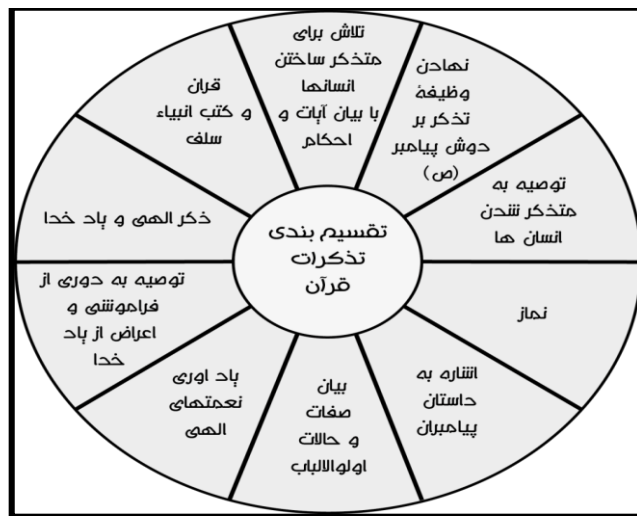 تقسیم بندی
تذکرات
قرآن
تلاش برای
متذکر ساختن
انسانها
با بیان آیات و
احکام
نهادن
وظیفۀ
تذکر بر
دوش پیامبر
(ص)
توصیه به
متذکر شدن
انسان ها
نماز
اشاره به
داستان
پیامبران
بیان
صفات
و حالات
اولوالالباب
یاد اوری
نعمتهای
الهی
توصیه به دوری از
فراموشی و
اعراض از یاد
خدا
ذکر الهی و یاد خدا
قران
و کتب انبیاء
سلف